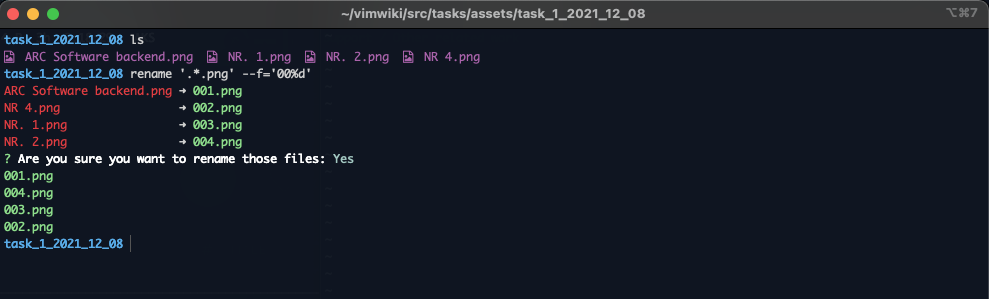 ~/vimwiki/src/tasks/assets/task_1_2021_12_08 ⌥⌘7
task_1_2021_12_08 ls
ARC Software backend.png NR. 1.png NR. 2.png NR 4.png
task_1_2021_12_08 rename '.*.png' --f='00%d'
ARC Software backend.png → 001.png
NR 4.png → 002.png
NR. 1.png → 003.png
NR. 2.png → 004.png
? Are you sure you want to rename those files: Yes
001.png
004.png
003.png
002.png
task_1_2021_12_08